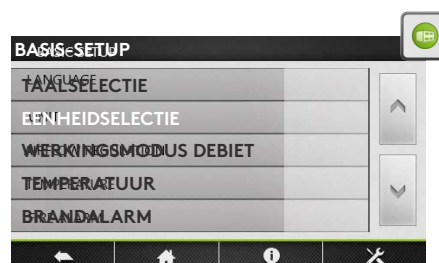 BASIS-SETUP
TAALSELECTIE
EENHEIDSELECTIE
WERKINGSMODUS DEBIET
TEMPERATUUR
BRANDALARM